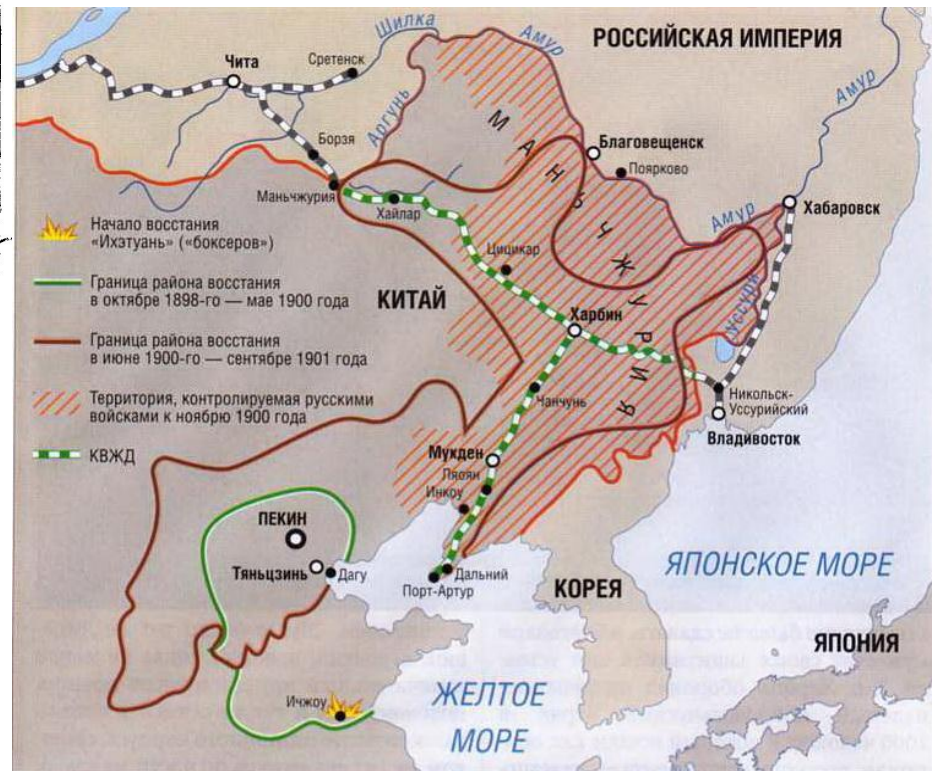 РОССИЙСКАЯ ИМПЕРИЯ
Шилка
Амур
Чита
Сретенск
Аргунь
Амур
Борзя
Благовещенск
Поярково
Маньчжурия
Хайлар
Амур
Хабаровск
МАНЬЧЖУРИЯ
Цицикар
Уссури
КИТАЙ
Харбин
Чанчунь
Никольск-
Уссурийский
Владивосток
Мукден
Ляоян
Инкоу
ПЕКИН
Тяньцзинь
Дагу
Дальний
Порт-Артур
КОРЕЯ
ЯПОНСКОЕ МОРЕ
ЯПОНИЯ
Ичжоу
ЖЕЛТОЕ
МОРЕ
Начало восстания
«Ихэтуань» («боксеров»)
Граница района восстания
в октябре 1898-го — мае 1900 года
Граница района восстания
в июне 1900-го — сентябре 1901 года
Территория, контролируемая русскими
войсками к ноябрю 1900 года
КВЖД